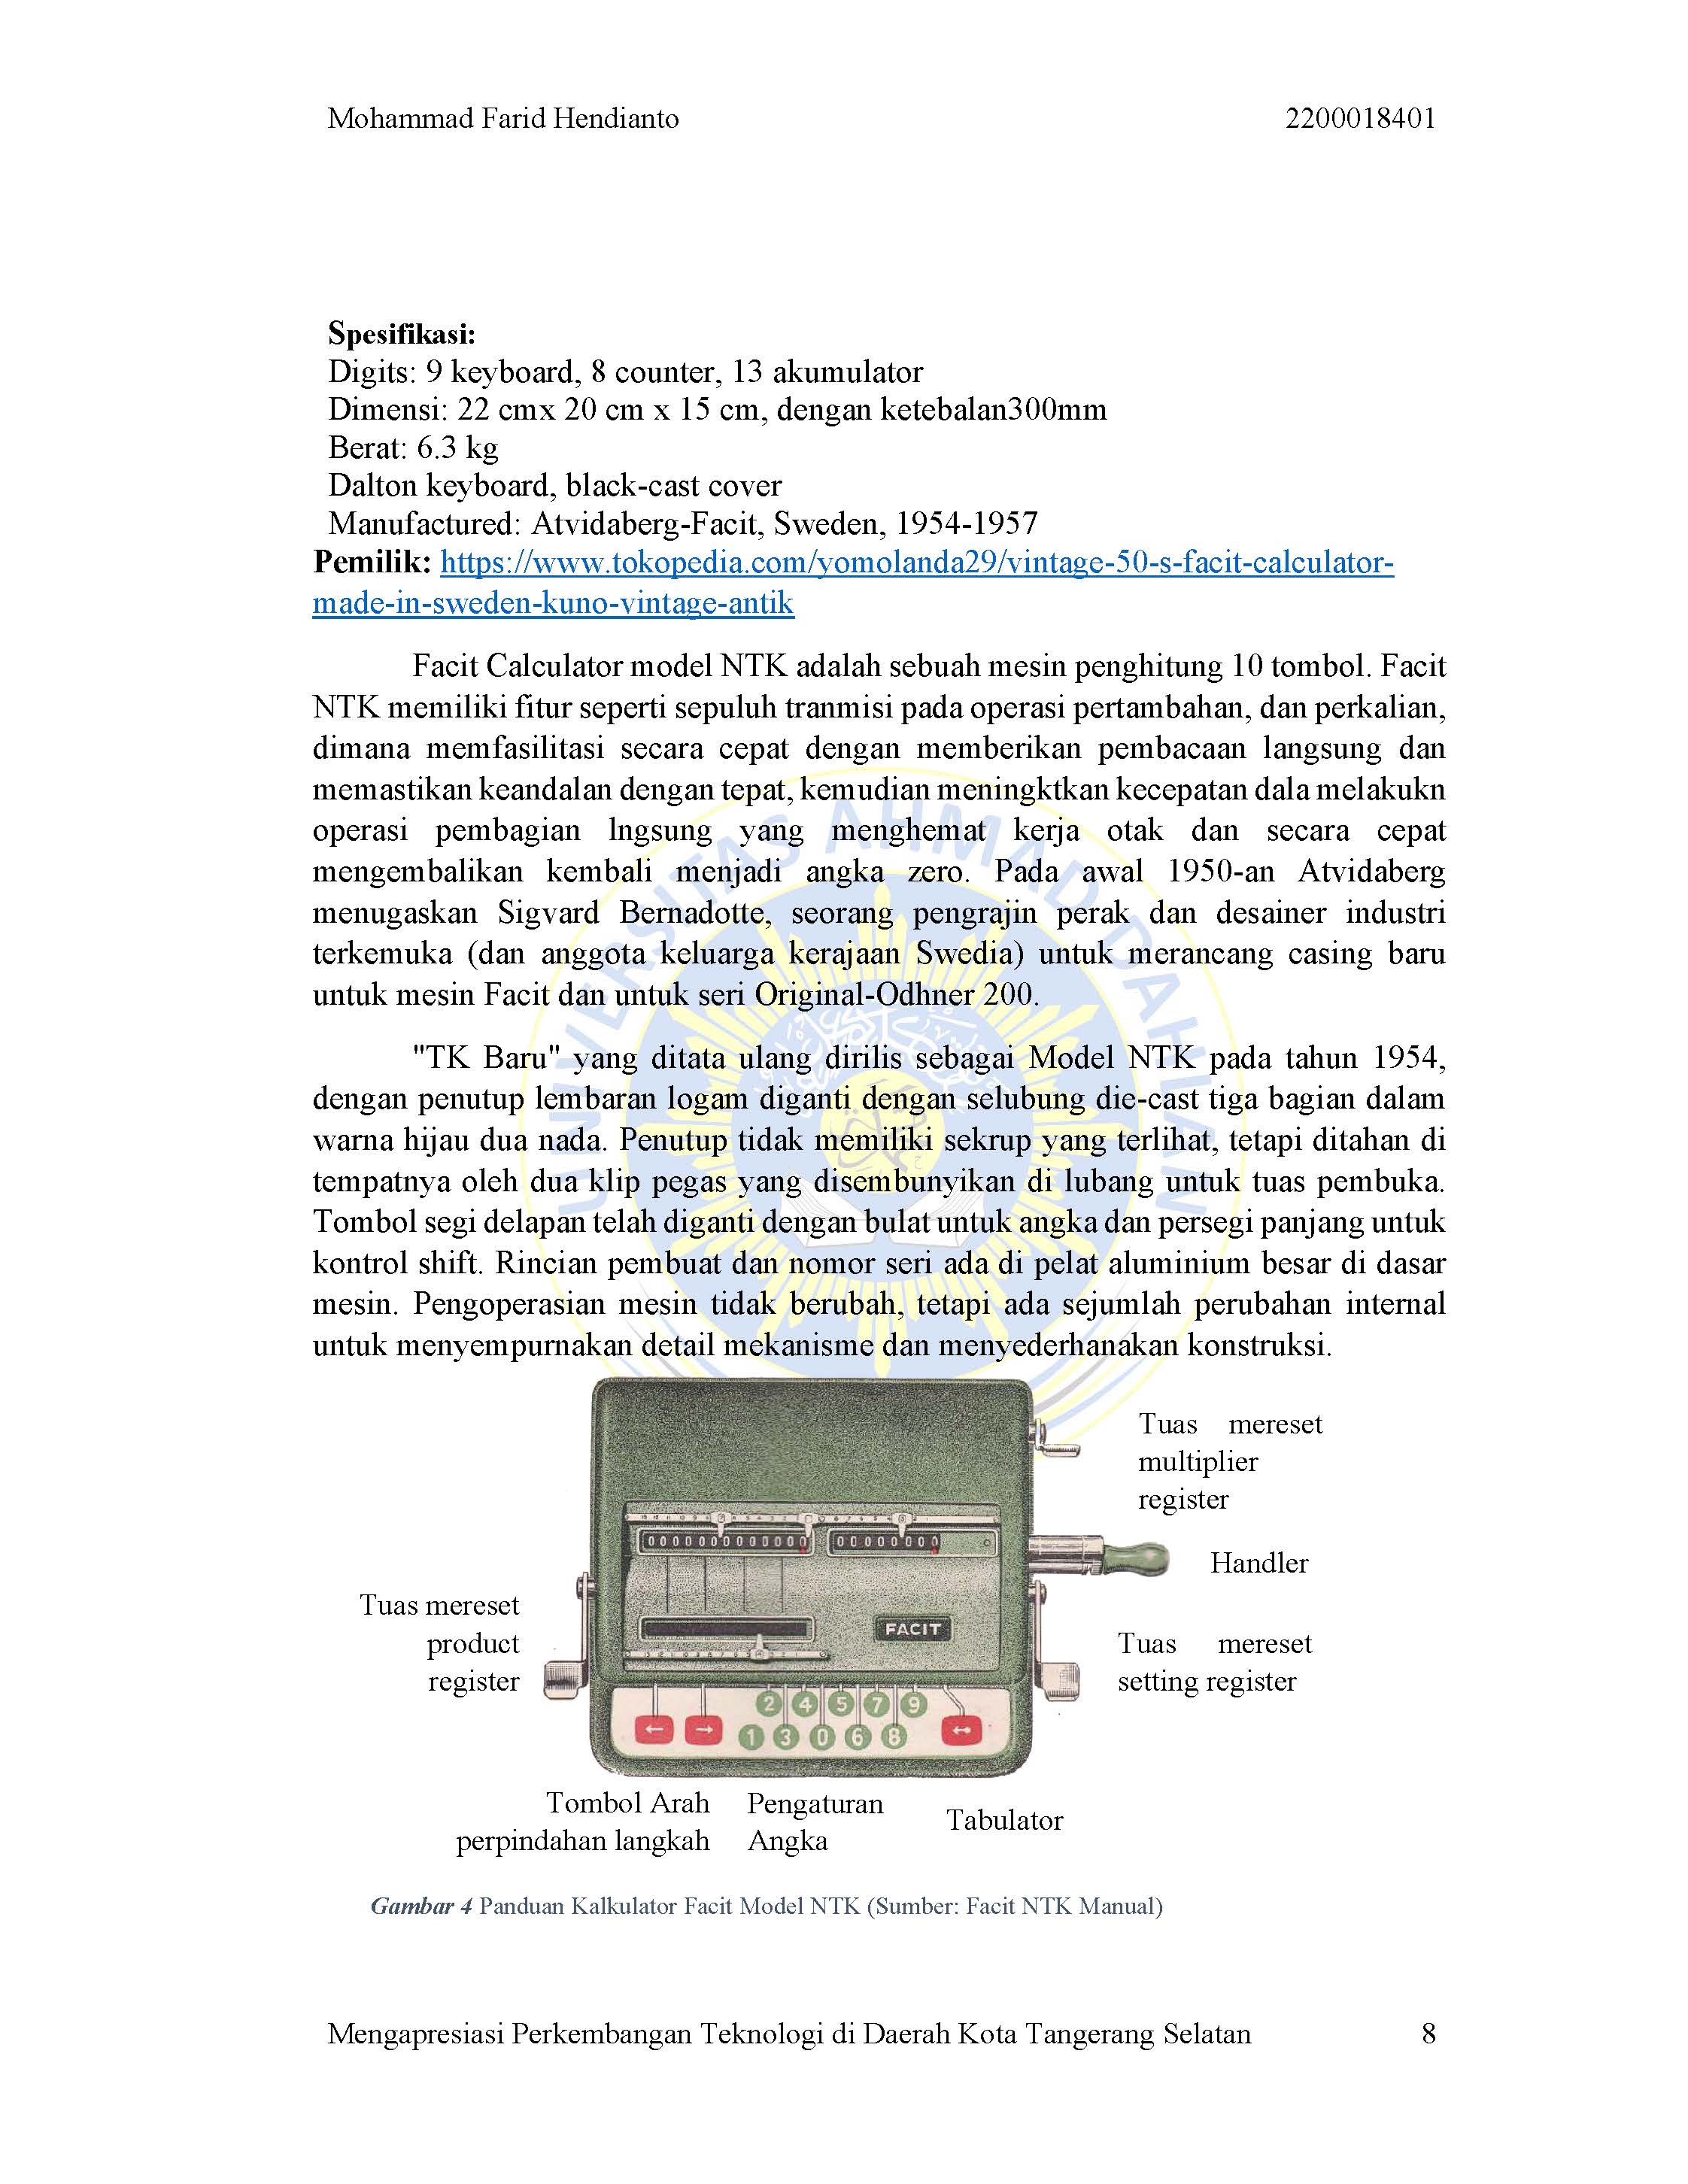 Mohammad Farid Hendianto 2200018401
Spesifikasi:
Digits: 9 keyboard, 8 counter, 13 akumulator
Dimensi: 22 cmx 20 cm x 15 cm, dengan ketebalan300mm
Berat: 6.3 kg
Dalton keyboard, black-cast cover
Manufactured: Atvidaberg-Facit, Sweden, 1954-1957
Pemilik: https://www.tokopedia.com/yomolanda29/vintage-50-s-facit-calculator-
made-in-sweden-kuno-vintage-antik
Facit Calculator model NTK adalah sebuah mesin penghitung 10 tombol. Facit
NTK memiliki fitur seperti sepuluh tranmisi pada operasi pertambahan, dan perkalian,
dimana memfasilitasi secara cepat dengan memberikan pembacaan langsung dan
memastikan keandalan dengan tepat, kemudian meningktkan kecepatan dala melakukn
operasi pembagian lngsung yang menghemat kerja otak dan secara cepat
mengembalikan kembali menjadi angka zero. Pada awal 1950-an Atvidaberg
menugaskan Sigvard Bernadotte, seorang pengrajin perak dan desainer industri
terkemuka (dan anggota keluarga kerajaan Swedia) untuk merancang casing baru
untuk mesin Facit dan untuk seri Original-Odhner 200.
"TK Baru" yang ditata ulang dirilis sebagai Model NTK pada tahun 1954,
dengan penutup lembaran logam diganti dengan selubung die-cast tiga bagian dalam
warna hijau dua nada. Penutup tidak memiliki sekrup yang terlihat, tetapi ditahan di
tempatnya oleh dua klip pegas yang disembunyikan di lubang untuk tuas pembuka.
Tombol segi delapan telah diganti dengan bulat untuk angka dan persegi panjang untuk
kontrol shift. Rincian pembuat dan nomor seri ada di pelat aluminium besar di dasar
mesin. Pengoperasian mesin tidak berubah, tetapi ada sejumlah perubahan internal
untuk menyempurnakan detail mekanisme dan menyederhanakan konstruksi.
UNIVERSITAS AHMAD DAHLAN
Tuas mereset
multiplier
register
Handler
Tuas mereset
product
register
Tuas mereset
setting register
0000000000000 00000000
FACIT
2 4 5 7 9
← → 1 3 0 6 8 ↔
Tombol Arah
perpindahan langkah
Pengaturan
Angka
Tabulator
Gambar 4 Panduan Kalkulator Facit Model NTK (Sumber: Facit NTK Manual)
Mengapresiasi Perkembangan Teknologi di Daerah Kota Tangerang Selatan 8